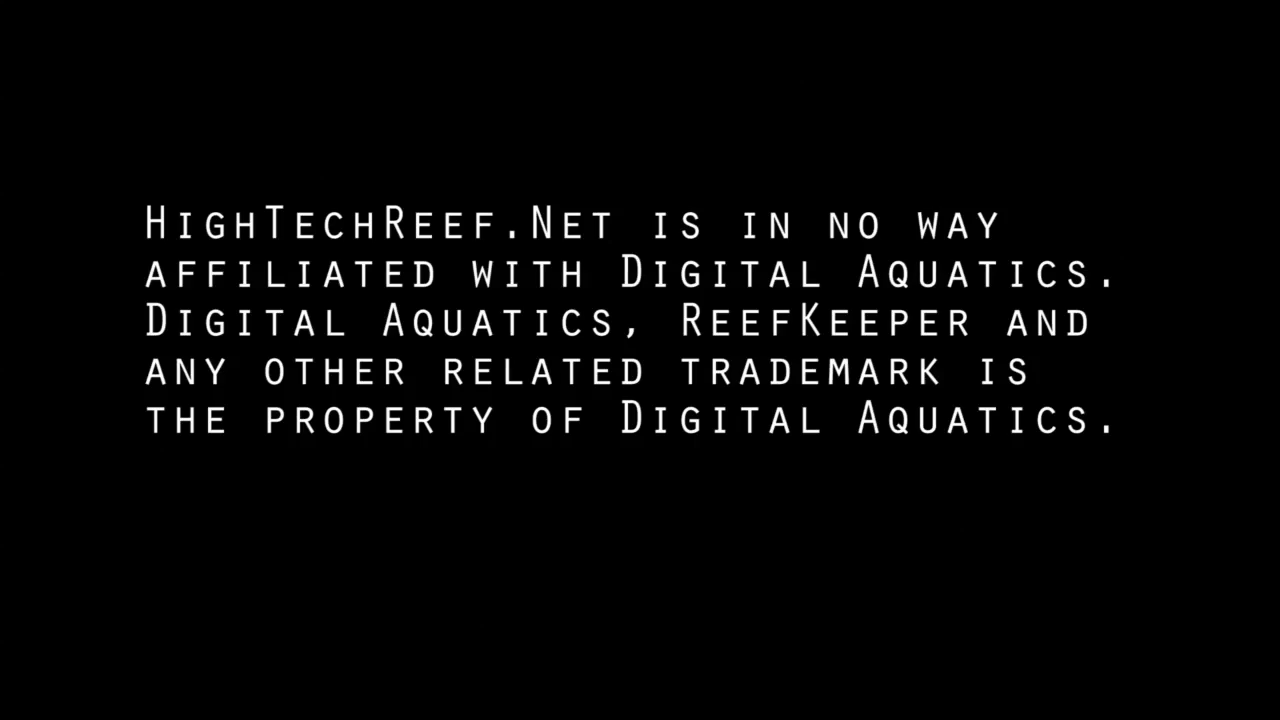 HighTechReef.Net is in no way
affiliated with Digital Aquatics.
Digital Aquatics, ReefKeeper and
any other related trademark is
the property of Digital Aquatics.